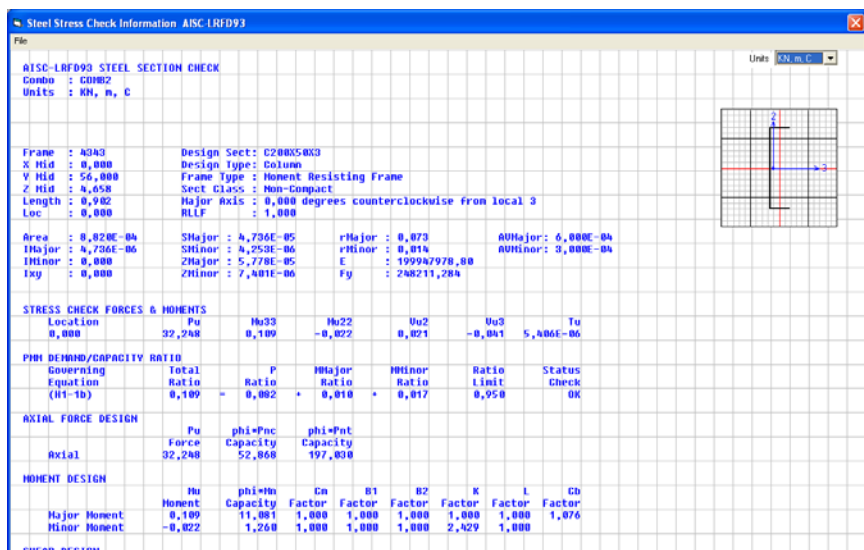 Steel Stress Check Information AISC-LRFD93
File
Units KN, m, C
AISC-LRFD93 STEEL SECTION CHECK
Combo : COMB2
Units : KN, m, C
2
3
Frame : 4343 Design Sect: C200X50X3
X Mid : 0,000 Design Type: Column
Y Mid : 56,000 Frame Type : Moment Resisting Frame
Z Mid : 4,658 Sect Class : Non-Compact
Length : 0,902 Major Axis : 0,000 degrees counterclockwise from local 3
Loc : 0,000 RLLF : 1,000
Area : 8,820E-04 SMajor : 4,736E-05 rMajor : 0,073 AVMajor: 6,000E-04
IMajor : 4,736E-06 SMinor : 4,253E-06 rMinor : 0,014 AVMinor: 3,000E-04
IMinor : 0,000 ZMajor : 5,778E-05 E : 199947978,80
Ixy : 0,000 ZMinor : 7,401E-06 Fy : 248211,284
STRESS CHECK FORCES & MOMENTS
Location Pu Mu33 Mu22 Vu2 Vu3 Tu
0,000 32,248 0,109 -0,022 0,021 -0,041 5,406E-06
PMM DEMAND/CAPACITY RATIO
Governing Total P MMajor MMinor Ratio Status
Equation Ratio Ratio Ratio Ratio Limit Check
(H1-1b) 0,109 = 0,082 + 0,010 + 0,017 0,950 OK
AXIAL FORCE DESIGN
Pu phi*Pnc phi*Pnt
Force Capacity Capacity
Axial 32,248 52,868 197,030
MOMENT DESIGN
Mu phi*Mn Cm B1 B2 K L Cb
Moment Capacity Factor Factor Factor Factor Factor Factor
Major Moment 0,109 11,081 1,000 1,000 1,000 1,000 1,000 1,076
Minor Moment -0,022 1,260 1,000 1,000 1,000 2,429 1,000
SHEAR DESIGN